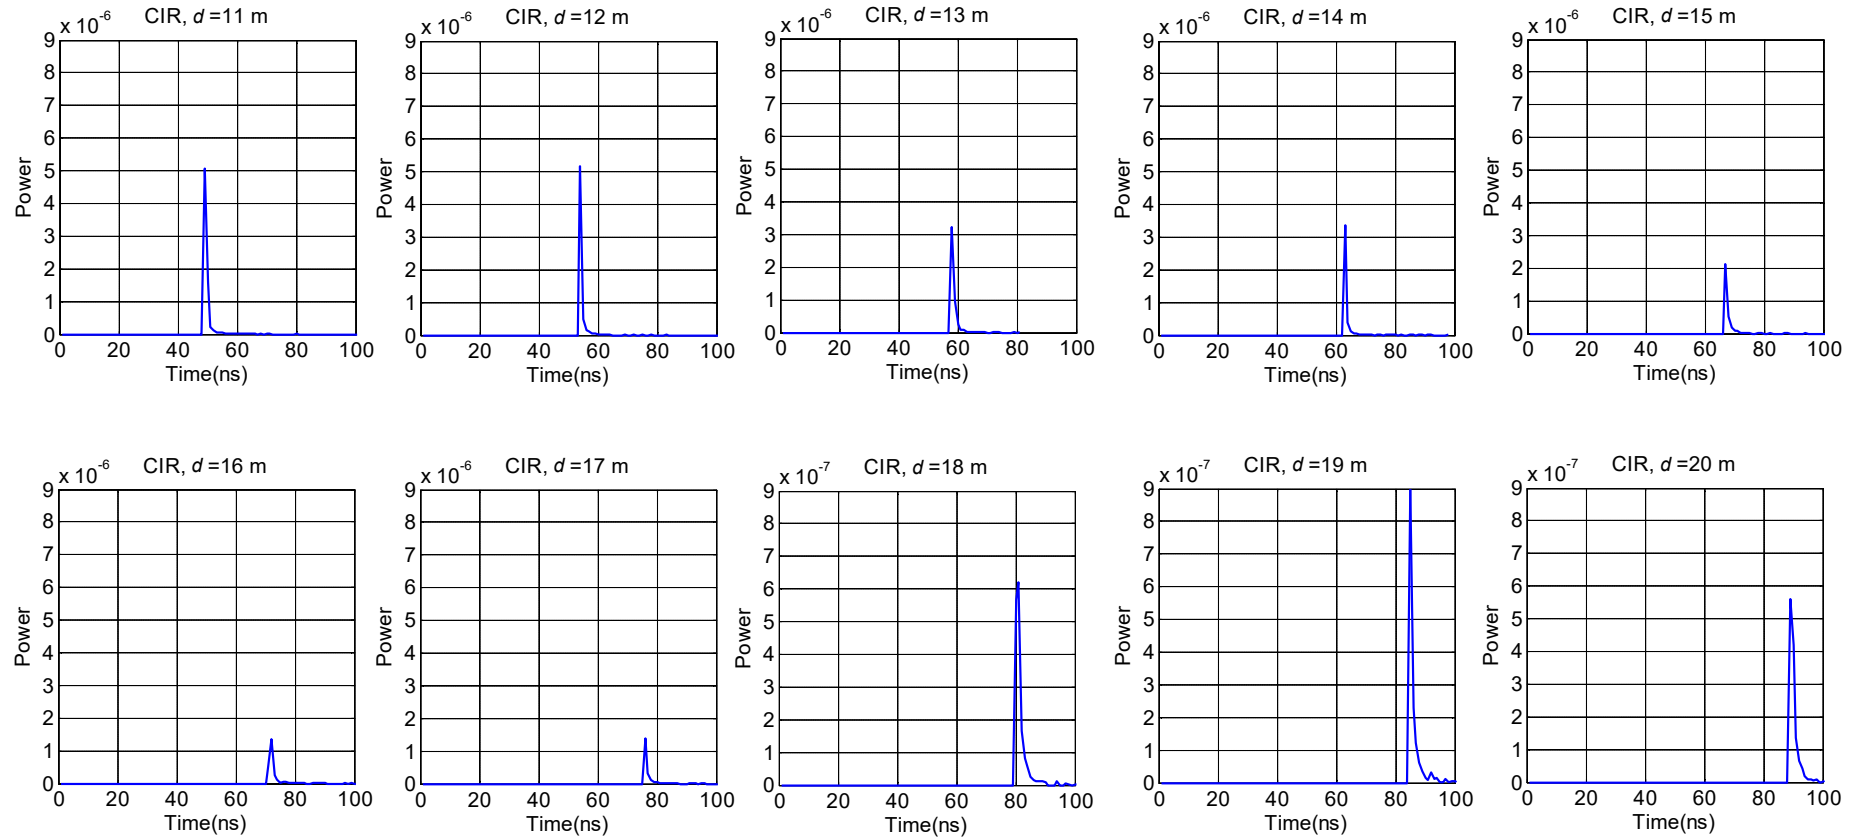 x 10-6 CIR, d =11 m
9
8
7
6
5
4
3
2
1
0
Power
0 20 40 60 80 100
Time(ns)
x 10-6 CIR, d =12 m
9
8
7
6
5
4
3
2
1
0
Power
0 20 40 60 80 100
Time(ns)
x 10-6 CIR, d =13 m
9
8
7
6
5
4
3
2
1
0
Power
0 20 40 60 80 100
Time(ns)
x 10-6 CIR, d =14 m
9
8
7
6
5
4
3
2
1
0
Power
0 20 40 60 80 100
Time(ns)
x 10-6 CIR, d =15 m
9
8
7
6
5
4
3
2
1
0
Power
0 20 40 60 80 100
Time(ns)
x 10-6 CIR, d =16 m
9
8
7
6
5
4
3
2
1
0
Power
0 20 40 60 80 100
Time(ns)
x 10-6 CIR, d =17 m
9
8
7
6
5
4
3
2
1
0
Power
0 20 40 60 80 100
Time(ns)
x 10-7 CIR, d =18 m
9
8
7
6
5
4
3
2
1
0
Power
0 20 40 60 80 100
Time(ns)
x 10-7 CIR, d =19 m
9
8
7
6
5
4
3
2
1
0
Power
0 20 40 60 80 100
Time(ns)
x 10-7 CIR, d =20 m
9
8
7
6
5
4
3
2
1
0
Power
0 20 40 60 80 100
Time(ns)